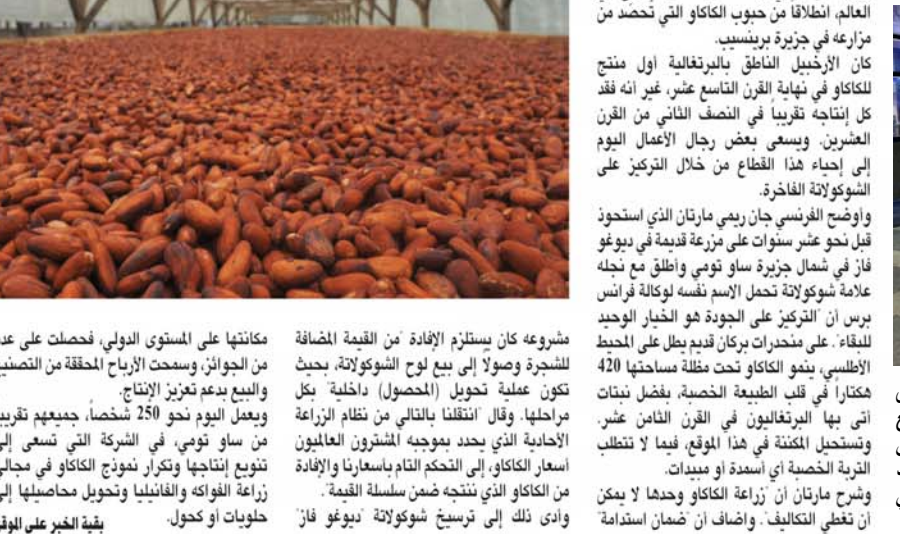 العالم، انطلاقاً من حبوب الكاكاو التي تحصد من
مزارعه في جزيرة برينسيب.
كان الأرخبيل الناطق بالبرتغالية أول منتج
للكاكاو في نهاية القرن التاسع عشر، غير أنه فقد
كل إنتاجه تقريباً في النصف الثاني من القرن
العشرين. ويسعى بعض رجال الأعمال اليوم
إلى إحياء هذا القطاع من خلال التركيز على
الشوكولاتة الفاخرة.
وأوضح الفرنسي جان ريمي مارتان الذي استحوذ
قبل نحو عشر سنوات على مزرعة قديمة في ديوغو
فاز في شمال جزيرة ساو تومي وأطلق مع نجله
علامة شوكولاتة تحمل الاسم نفسه لوكالة فرانس
برس أن "التركيز على الجودة هو الخيار الوحيد
للبقاء". على منحدرات بركان قديم يطل على المحيط
الأطلسي، ينمو الكاكاو تحت مظلة مساحتها 420
هكتاراً في قلب الطبيعة الخصبة، بفضل نبتات
أتى بها البرتغاليون في القرن الثامن عشر.
وتستحيل المكننة في هذا الموقع، فيما لا تتطلب
التربة الخصبة أي أسمدة أو مبيدات.
وشرح مارتان أن "زراعة الكاكاو وحدها لا يمكن
أن تغطي التكاليف". واضاف أن "ضمان استدامة"
مشروعه كان يستلزم الإفادة "من القيمة المضافة
للشجرة وصولاً إلى بيع لوح الشوكولاتة، بحيث
تكون عملية تحويل (المحصول) داخلية" بكل
مراحلها. وقال "انتقلنا بالتالي من نظام الزراعة
الأحادية الذي يحدد بموجبه المشترون العالميون
أسعار الكاكاو، إلى التحكم التام بأسعارنا والإفادة
من الكاكاو الذي ننتجه ضمن سلسلة القيمة".
وأدى ذلك إلى ترسيخ شوكولاتة "ديوغو فاز"
مكانتها على المستوى الدولي، فحصلت على عد
من الجوائز، وسمحت الأرباح المحققة من التصني
والبيع بدعم تعزيز الإنتاج.
ويعمل اليوم نحو 250 شخصاً، جميعهم تقريب
من ساو تومي، في الشركة التي تسعى إلى
تنويع إنتاجها وتكرار نموذج الكاكاو في مجالي
زراعة الفواكه والفانيليا وتحويل محاصيلها إلى
حلويات أو كحول.
بقية الخبر على الموق